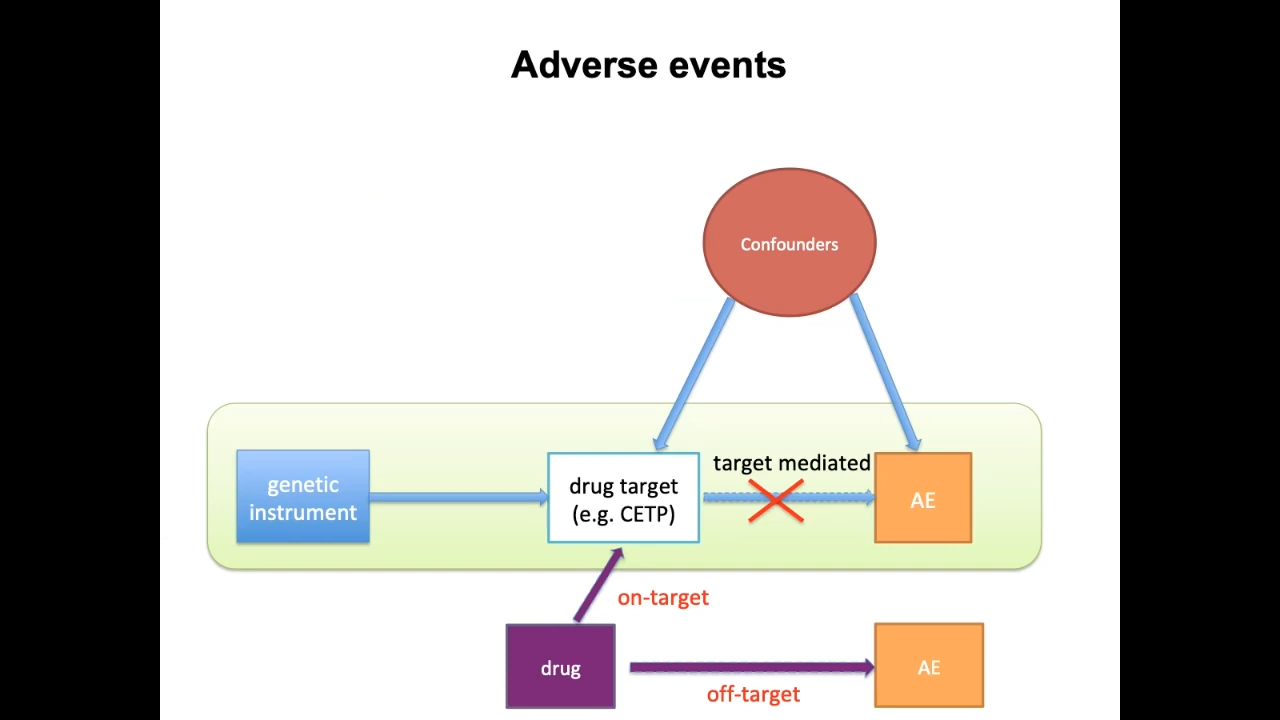 Adverse events
Confounders
target mediated
genetic
instrument
drug target
(e.g. CETP)
AE
on-target
drug
AE
off-target